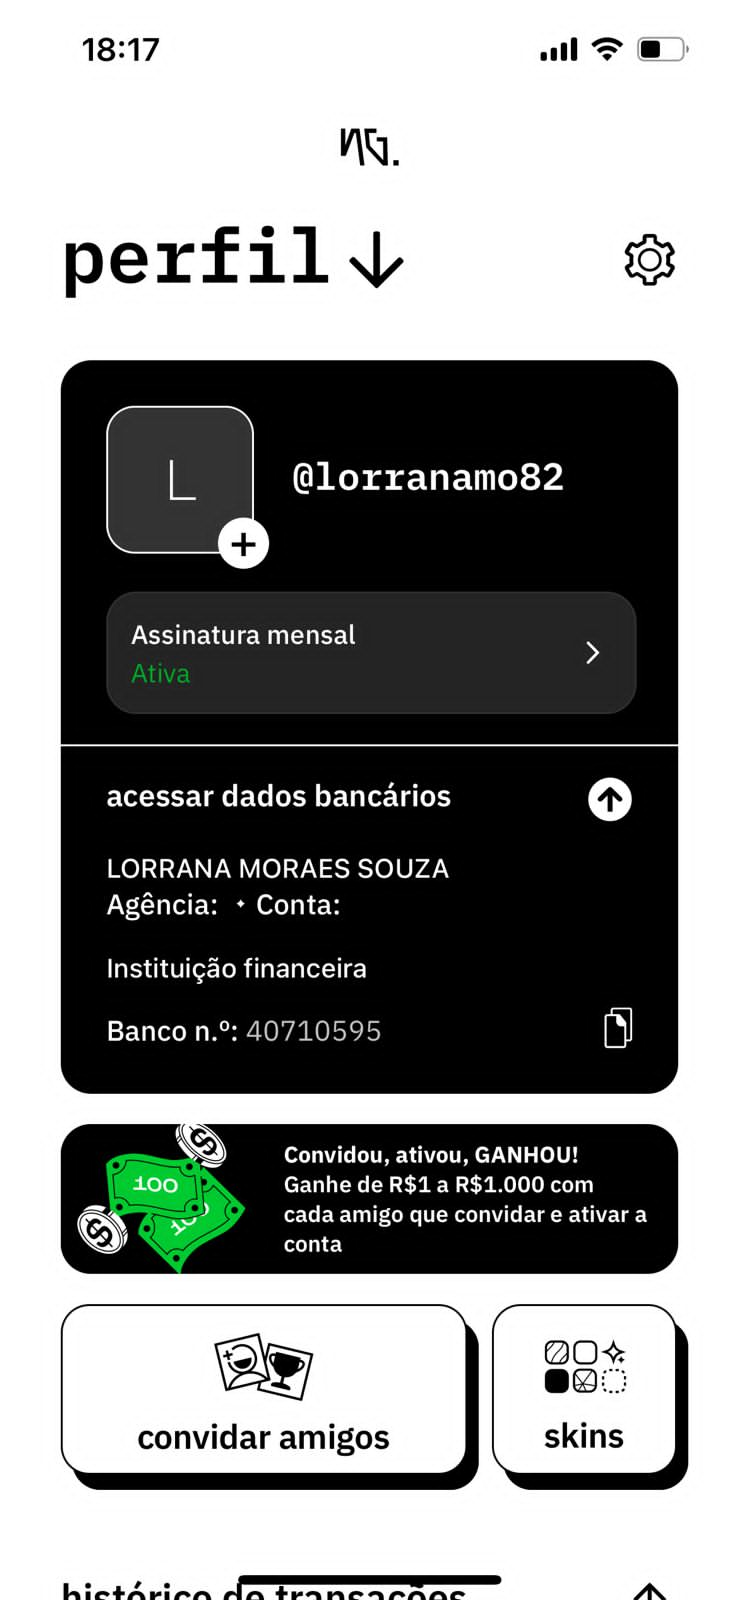 18:17
NG.
perfil
L
@lorranamo82
Assinatura mensal
Ativa
acessar dados bancários
LORRANA MORAES SOUZA
Agência: ✦ Conta:
Instituição financeira
Banco n.º: 40710595
Convidou, ativou, GANHOU!
Ganhe de R$1 a R$1.000 com
cada amigo que convidar e ativar a
conta
100
100
convidar amigos
skins
histórico de transações